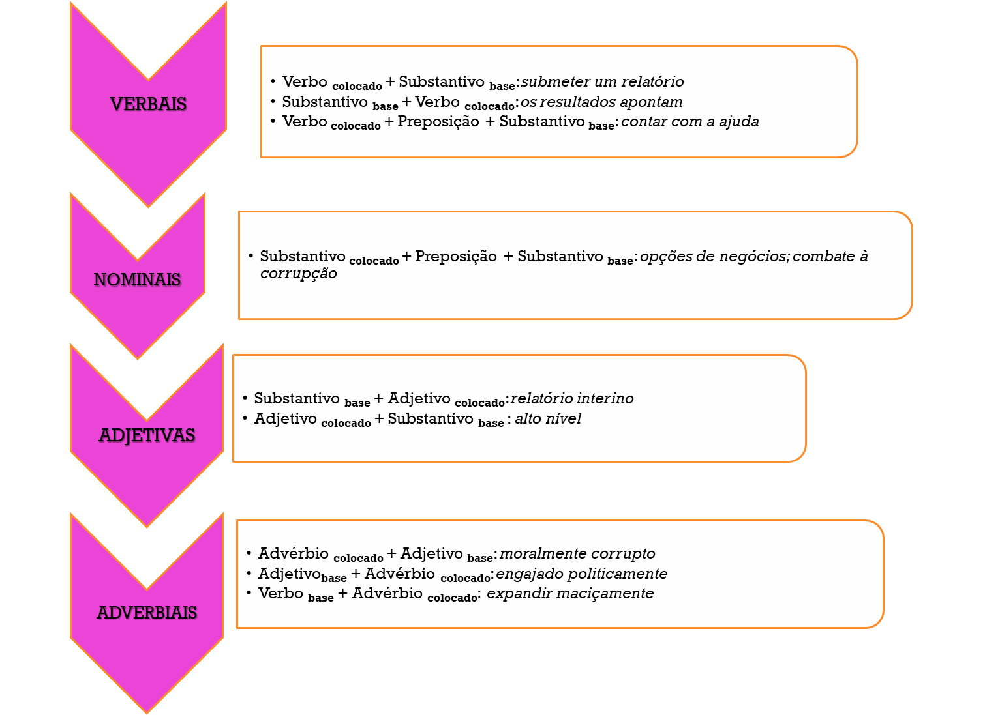 VERBAIS
• Verbo colocado + Substantivo base: submeter um relatório
• Substantivo base + Verbo colocado: os resultados apontam
• Verbo colocado + Preposição + Substantivo base: contar com a ajuda
NOMINAIS
• Substantivo colocado + Preposição + Substantivo base: opções de negócios; combate à
corrupção
ADJETIVAS
• Substantivo base + Adjetivo colocado: relatório interino
• Adjetivo colocado + Substantivo base : alto nível
ADVERBIAIS
• Advérbio colocado + Adjetivo base: moralmente corrupto
• Adjetivobase + Advérbio colocado: engajado politicamente
• Verbo base + Advérbio colocado: expandir maciçamente